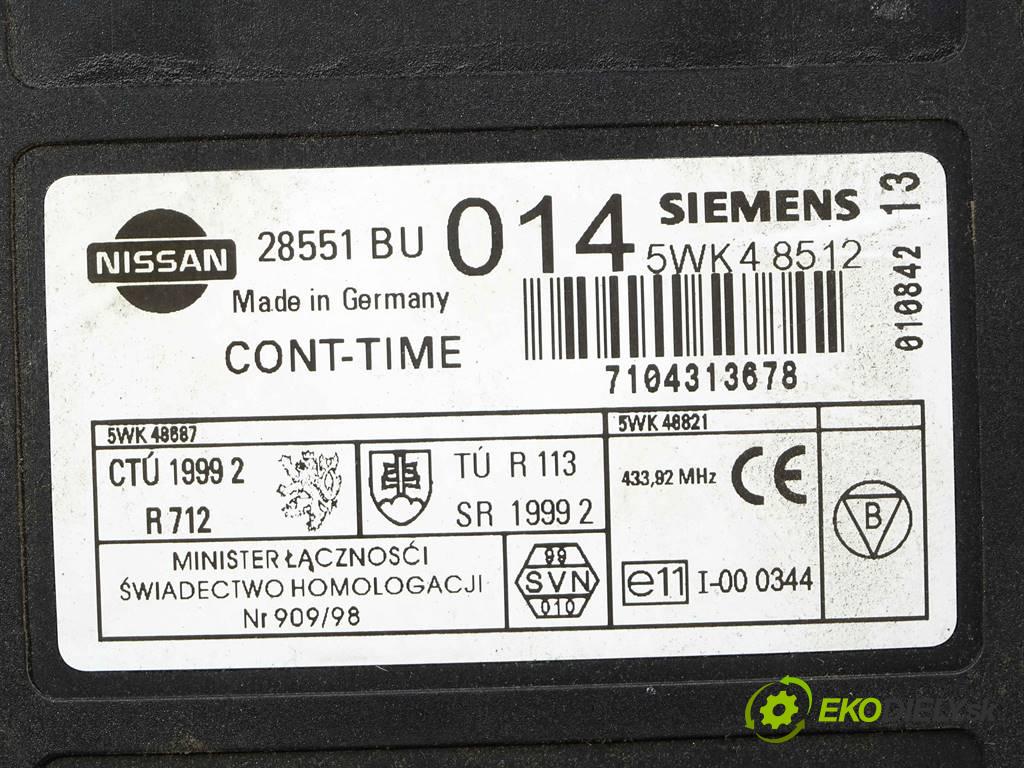 NISSAN
28551 BU 014
SIEMENS
5WK4 8512
Made in Germany
CONT-TIME
7104313678
010842 13
5WK 48687
CTÚ 1999 2
R 712
TÚ R 113
SR 1999 2
5WK 48821
433,92 MHz
CE
B
MINISTER ŁĄCZNOSĆI
ŚWIADECTWO HOMOLOGACJI
Nr 909/98
99
SVN
010
e11 I-00 0344
EKODIELY.SK